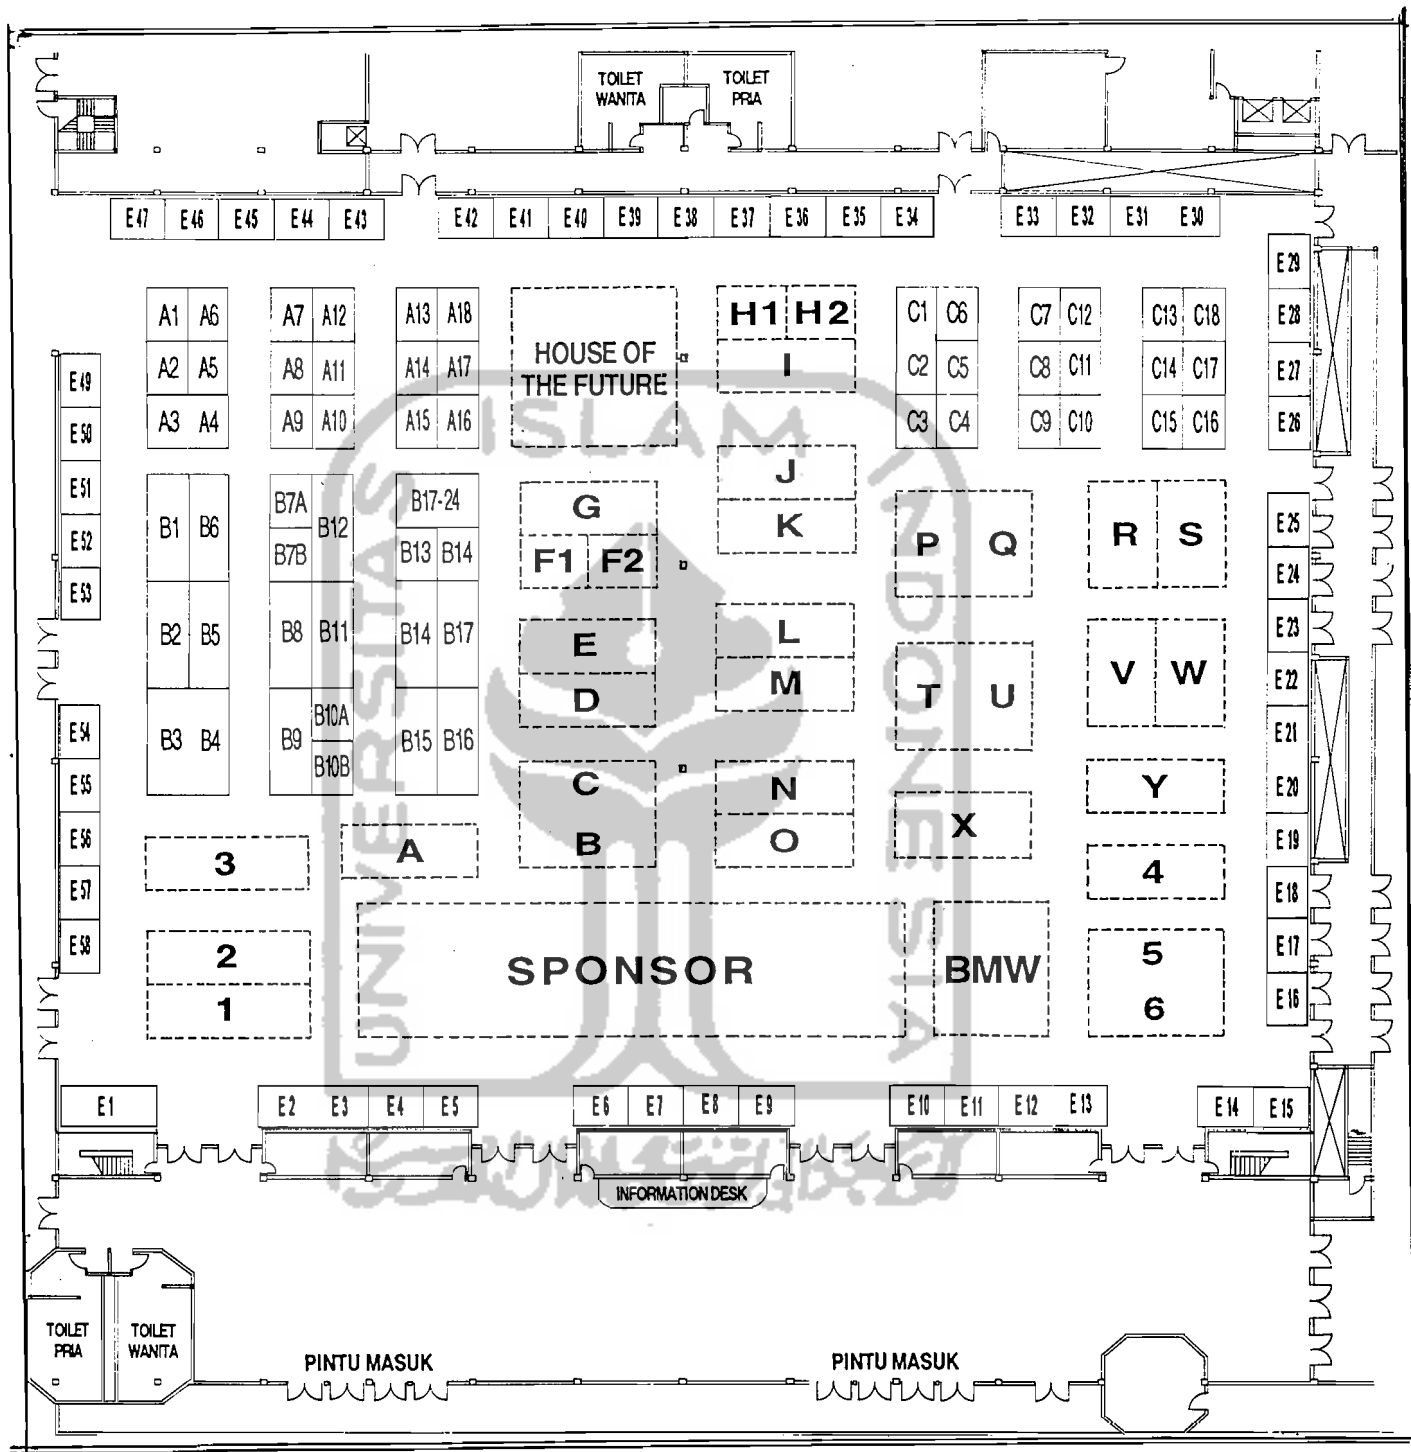 TOILET WANITA
TOILET PRIA
E47 E46 E45 E44 E43
E42 E41 E40 E39 E38 E37 E36 E35 E34
E33 E32 E31 E30
E29
E28
E27
E26
A1 A6
A2 A5
A3 A4
A7 A12
A8 A11
A9 A10
A13 A18
A14 A17
A15 A16
HOUSE OF
THE FUTURE
H1 H2
I
C1 C6
C2 C5
C3 C4
C7 C12
C8 C11
C9 C10
C13 C18
C14 C17
C15 C16
E49
E50
E51
E52
E53
B1 B6
B2 B5
B3 B4
B7A B12
B7B
B8 B11
B9 B10A
B10B
B17-24
B13 B14
B14 B17
B15 B16
G
F1 F2
E
D
C
B
J
K
L
M
N
O
P Q
T U
X
R S
V W
Y
4
5
6
E25
E24
E23
E22
E21
E20
E19
E18
E17
E16
E54
E55
E56
E57
E58
3
A
2
1
SPONSOR
BMW
E1
E2 E3 E4 E5
E6 E7 E8 E9
E10 E11 E12 E13
E14 E15
INFORMATION DESK
TOILET PRIA
TOILET WANITA
PINTU MASUK
PINTU MASUK
UNIVERSITAS
ISLAM
INDONESIA